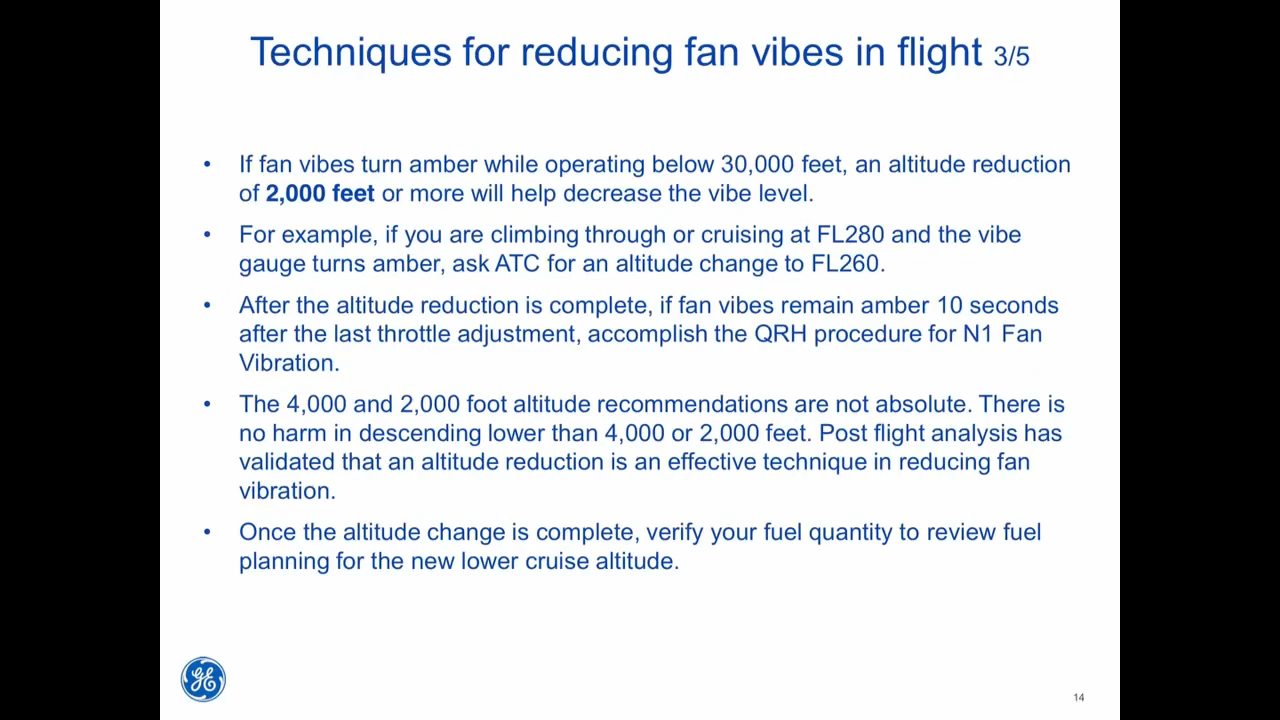 Techniques for reducing fan vibes in flight 3/5
• If fan vibes turn amber while operating below 30,000 feet, an altitude reduction
of 2,000 feet or more will help decrease the vibe level.
• For example, if you are climbing through or cruising at FL280 and the vibe
gauge turns amber, ask ATC for an altitude change to FL260.
• After the altitude reduction is complete, if fan vibes remain amber 10 seconds
after the last throttle adjustment, accomplish the QRH procedure for N1 Fan
Vibration.
• The 4,000 and 2,000 foot altitude recommendations are not absolute. There is
no harm in descending lower than 4,000 or 2,000 feet. Post flight analysis has
validated that an altitude reduction is an effective technique in reducing fan
vibration.
• Once the altitude change is complete, verify your fuel quantity to review fuel
planning for the new lower cruise altitude.
GE
14